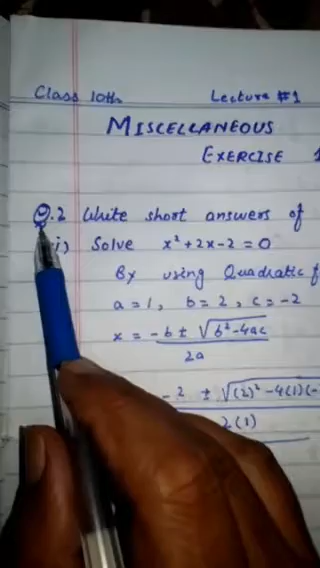 Class 10th Lecture #1
MISCELLANEOUS
EXERCISE 1
Q.2 Write short answers of
i) Solve x² + 2x - 2 = 0
By using Quadratic f
a = 1, b = 2, c = -2
x = -b ± √b² - 4ac
2a
-2 ± √(2)² - 4(1)(-
2(1)